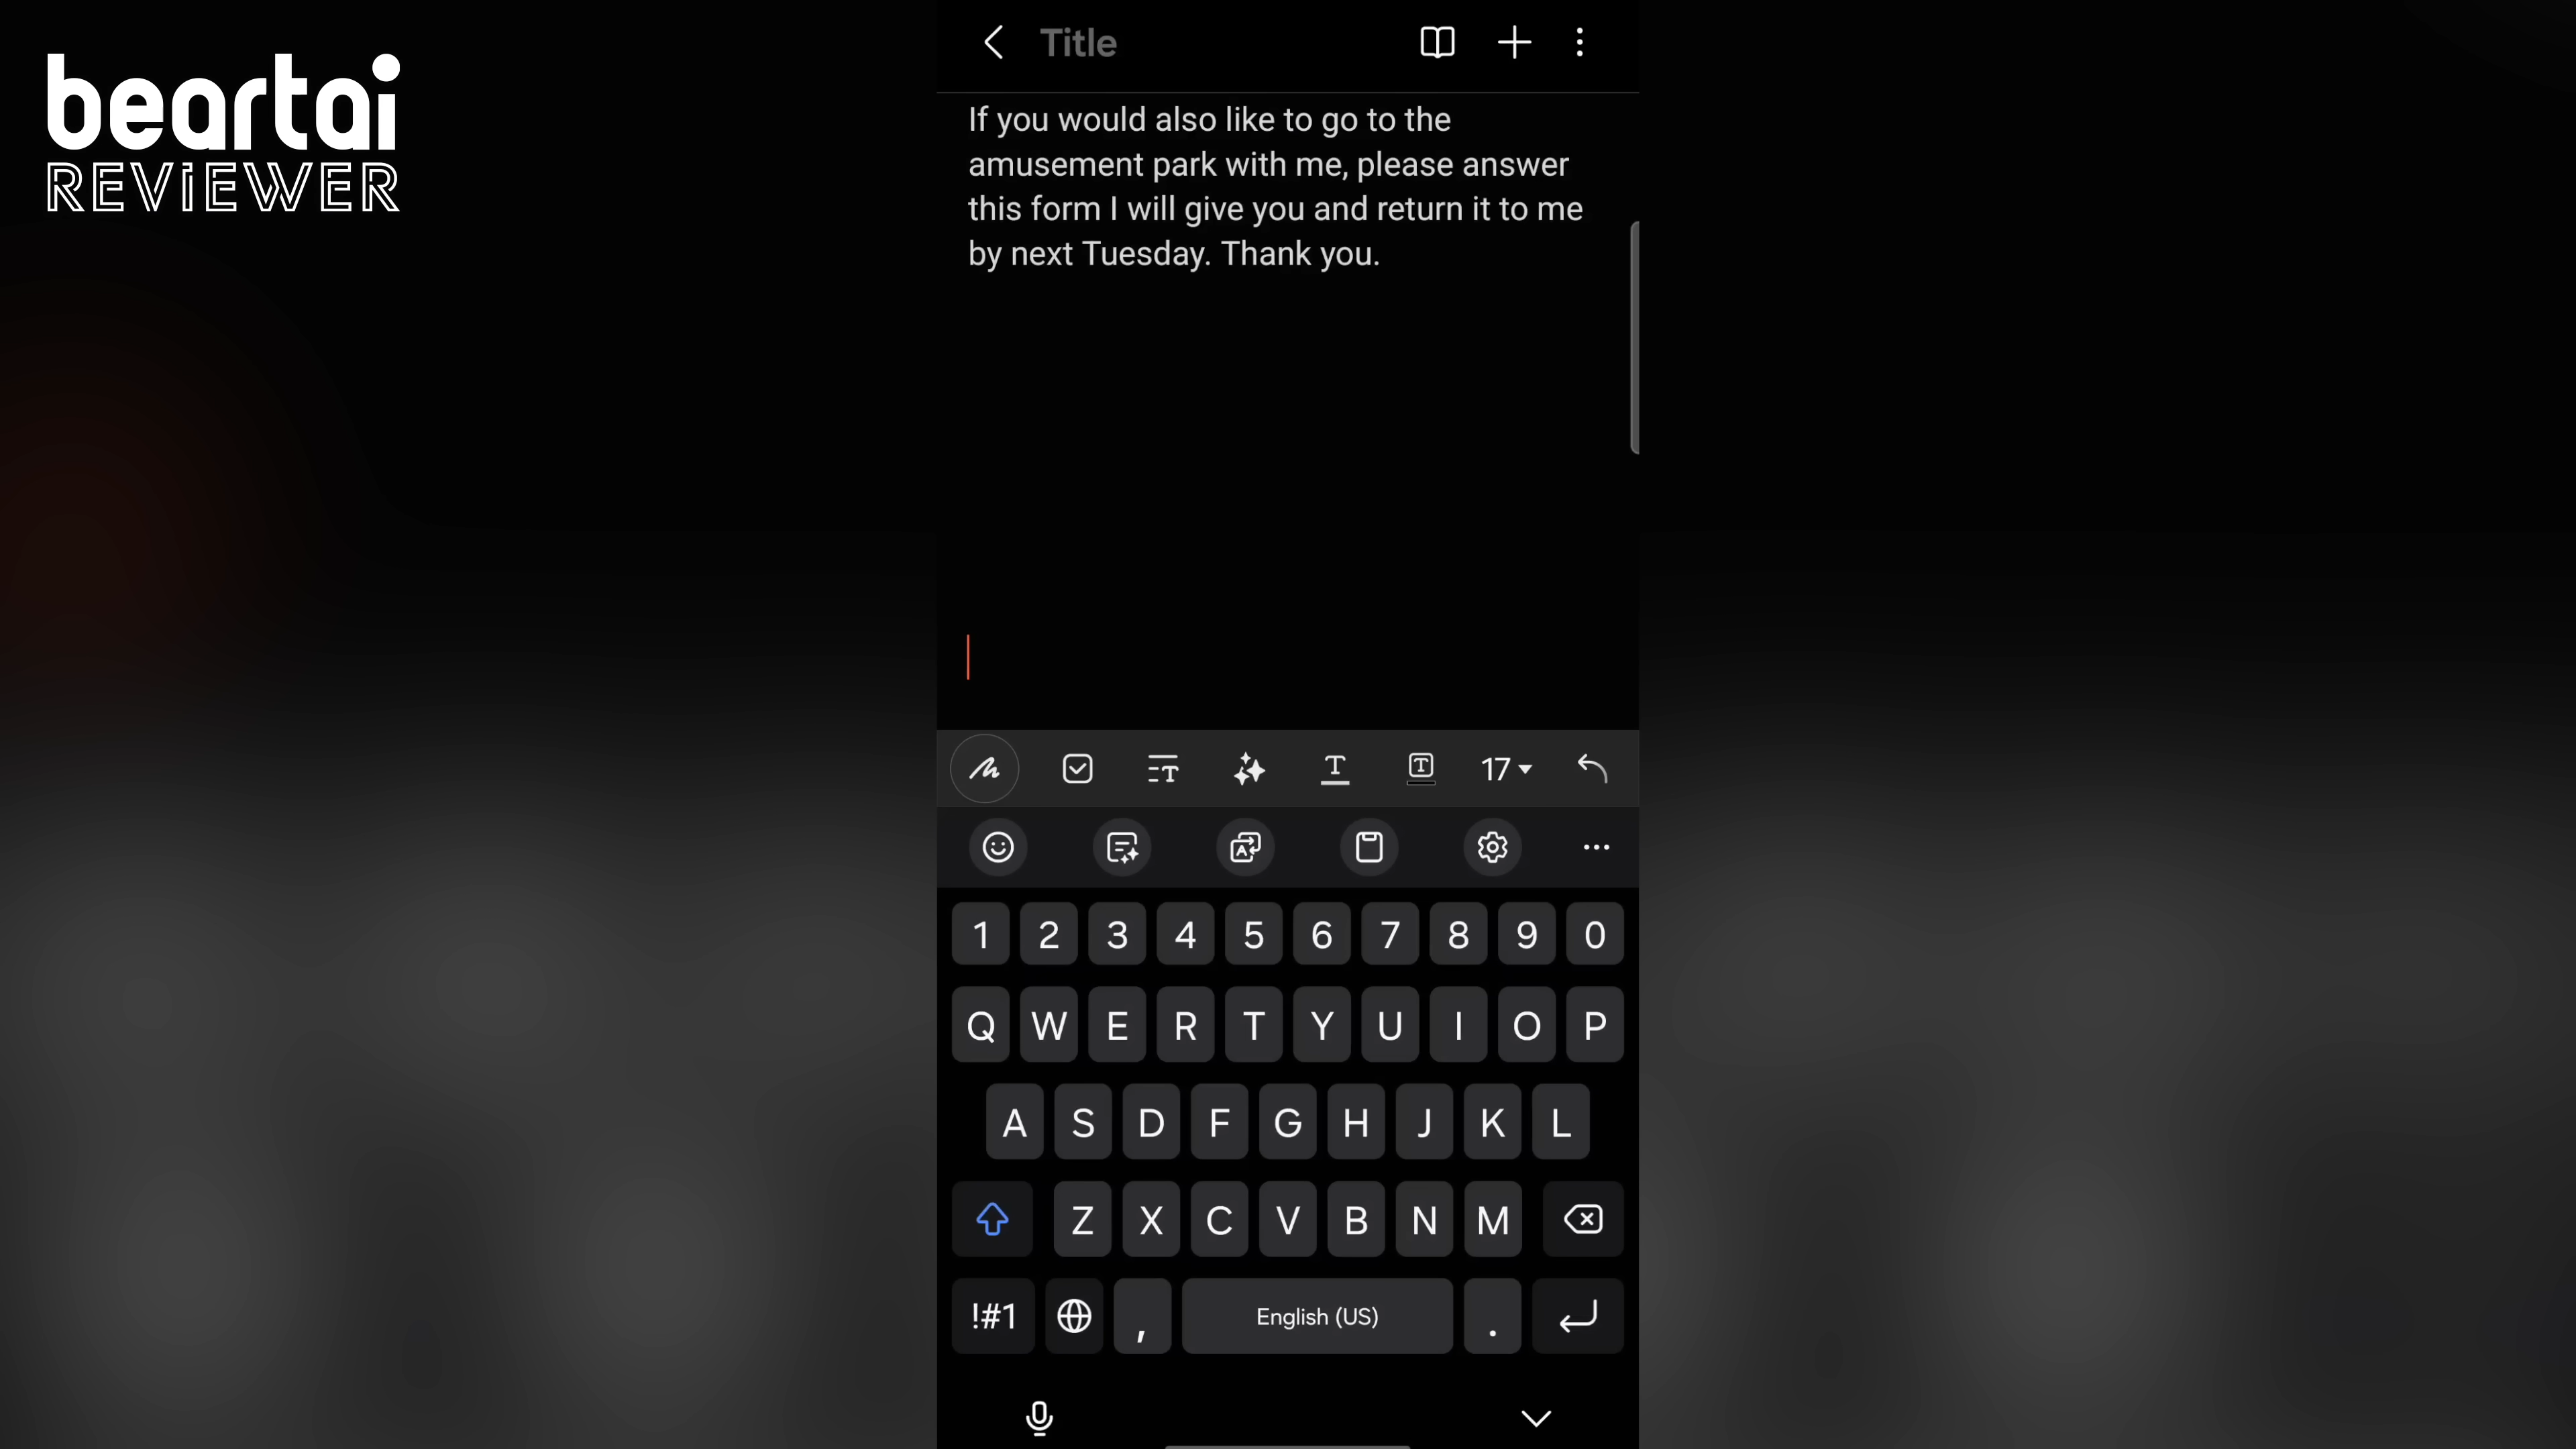 beartai
REViEWER
Title
If you would also like to go to the
amusement park with me, please answer
this form I will give you and return it to me
by next Tuesday. Thank you.
17
1 2 3 4 5 6 7 8 9 0
Q W E R T Y U I O P
A S D F G H J K L
Z X C V B N M
!#1 , English (US) .